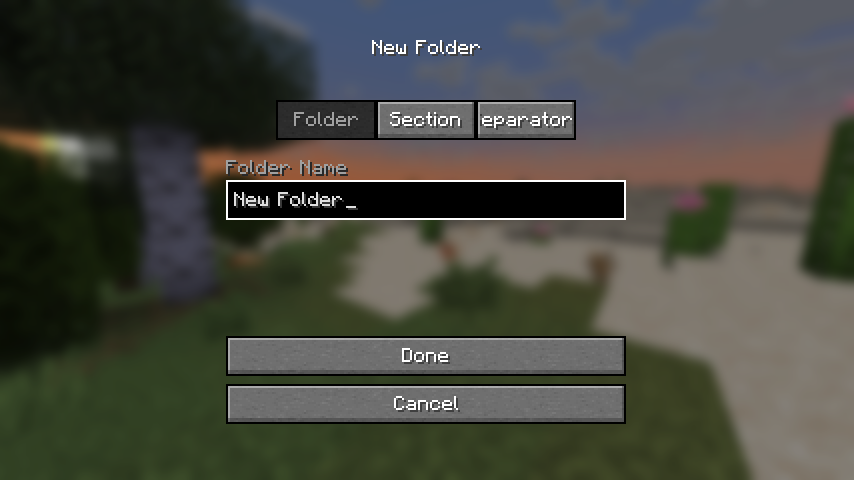 New Folder
Folder Section eparator
Folder Name
New Folder_
Done
Cancel